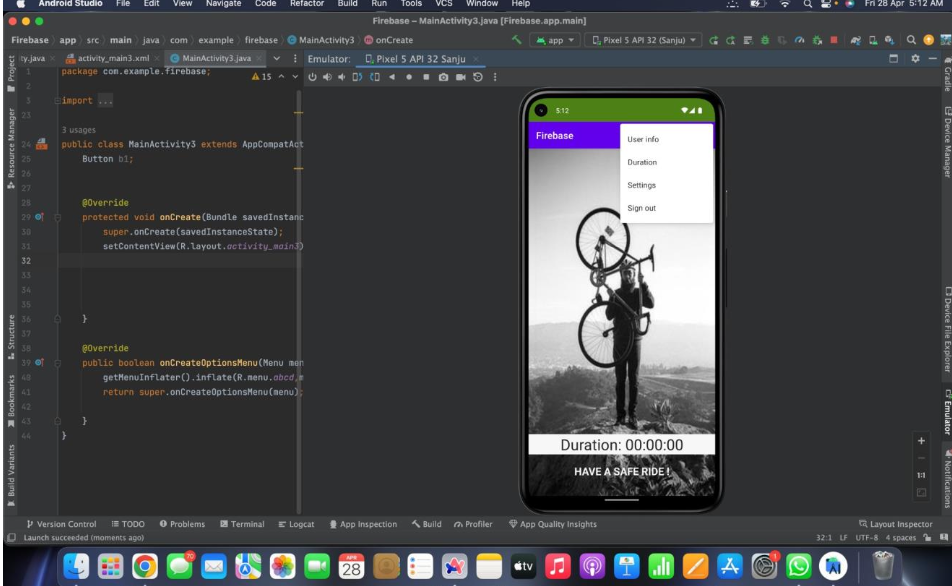 Android Studio File Edit View Navigate Code Refactor Build Run Tools VCS Window Help Fri 28 Apr 5:12 AM
Firebase – MainActivity3.java [Firebase.app.main]
Firebase app src main java com example firebase MainActivity3 onCreate app Pixel 5 API 32 (Sanju)
ty.java activity_main3.xml MainActivity3.java Emulator: Pixel 5 API 32 Sanju
Project
Resource Manager
Structure
Bookmarks
Build Variants
1 package com.example.firebase; 15
2
3 import ...
23
3 usages
24 public class MainActivity3 extends AppCompatAct
25 Button b1;
26
27
28 @Override
29 protected void onCreate(Bundle savedInstanc
30 super.onCreate(savedInstanceState);
31 setContentView(R.layout.activity_main3)
32
33
34
35
36 }
37
38 @Override
39 public boolean onCreateOptionsMenu(Menu men
40 getMenuInflater().inflate(R.menu.abcd,m
41 return super.onCreateOptionsMenu(menu);
42
43 }
44 }
5:12
Firebase
User info
Duration
Settings
Sign out
Duration: 00:00:00
HAVE A SAFE RIDE !
Gradle
Device Manager
Device File Explorer
Emulator
Notifications
1:1
Version Control TODO Problems Terminal Logcat App Inspection Build Profiler App Quality Insights Layout Inspector
Launch succeeded (moments ago) 32:1 LF UTF-8 4 spaces
70
APR
28
tv
1